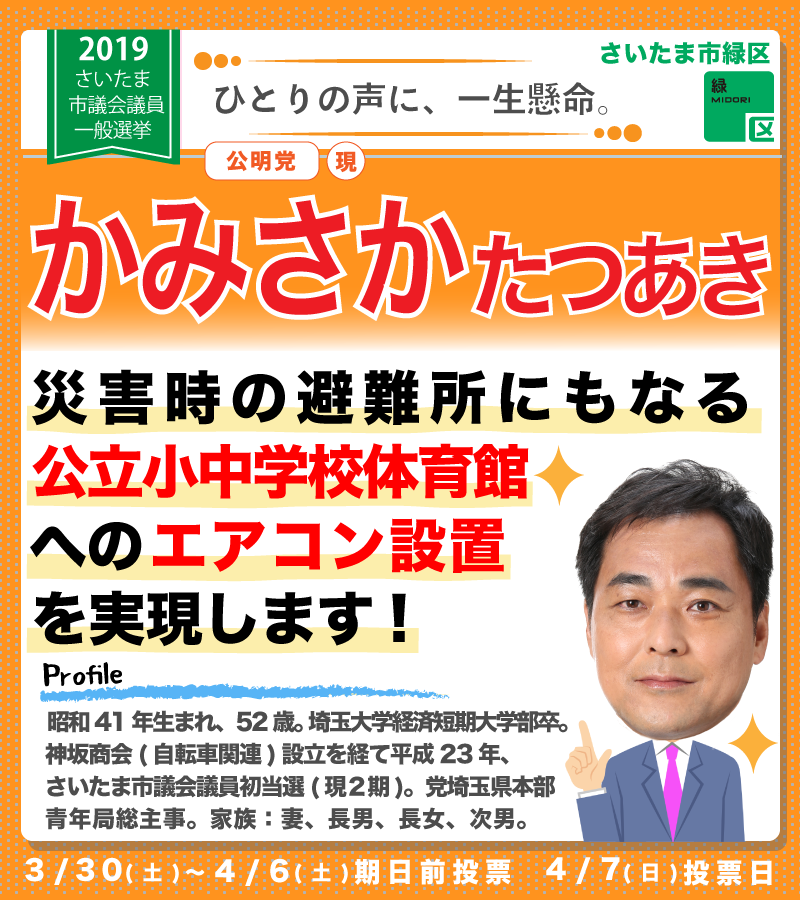 2019
さいたま
市議会議員
一般選挙
ひとりの声に、一生懸命。
さいたま市緑区
緑
MIDORI
区
公明党 現
かみさかたつあき
災害時の避難所にもなる
公立小中学校体育館
へのエアコン設置
を実現します!
Profile
昭和41年生まれ、52歳。埼玉大学経済短期大学部卒。
神坂商会(自転車関連)設立を経て平成23年、
さいたま市議会議員初当選(現2期)。党埼玉県本部
青年局総主事。家族:妻、長男、長女、次男。
3/30(土)~4/6(土)期日前投票 4/7(日)投票日